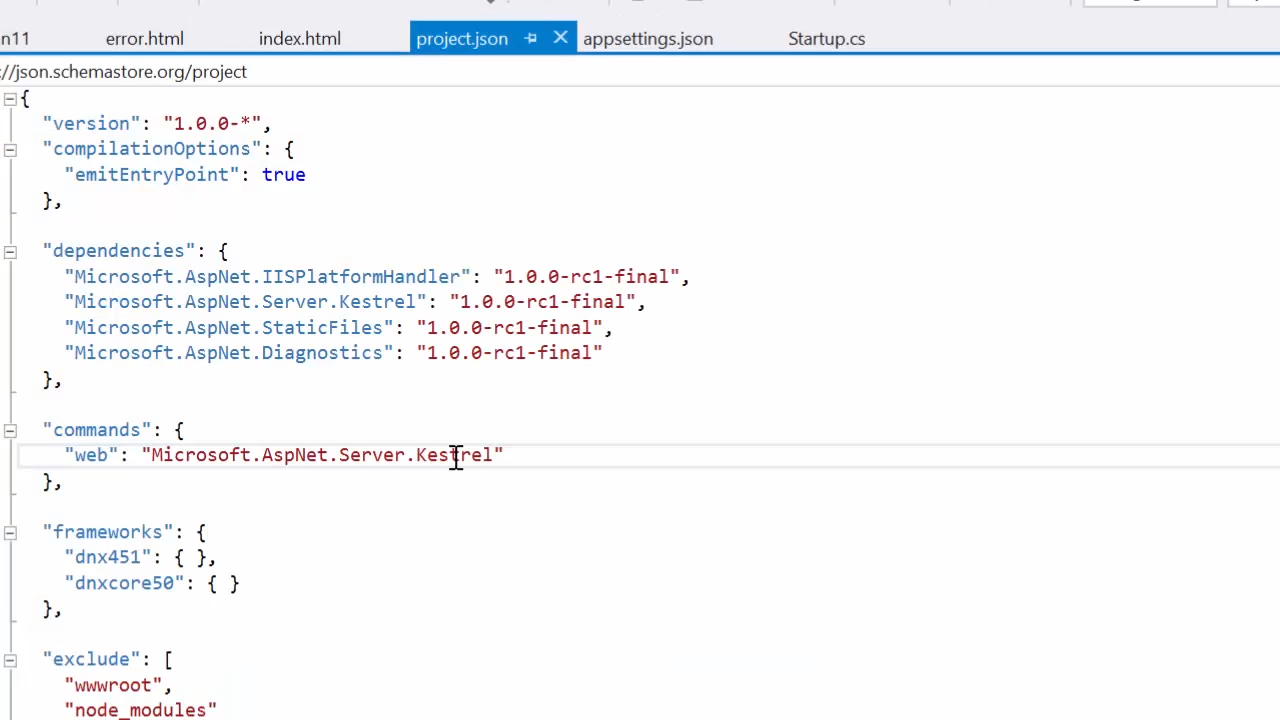 n11 error.html index.html project.json appsettings.json Startup.cs
://json.schemastore.org/project
{
"version": "1.0.0-*",
"compilationOptions": {
"emitEntryPoint": true
},
"dependencies": {
"Microsoft.AspNet.IISPlatformHandler": "1.0.0-rc1-final",
"Microsoft.AspNet.Server.Kestrel": "1.0.0-rc1-final",
"Microsoft.AspNet.StaticFiles": "1.0.0-rc1-final",
"Microsoft.AspNet.Diagnostics": "1.0.0-rc1-final"
},
"commands": {
"web": "Microsoft.AspNet.Server.Kestrel"
},
"frameworks": {
"dnx451": { },
"dnxcore50": { }
},
"exclude": [
"wwwroot",
"node_modules"